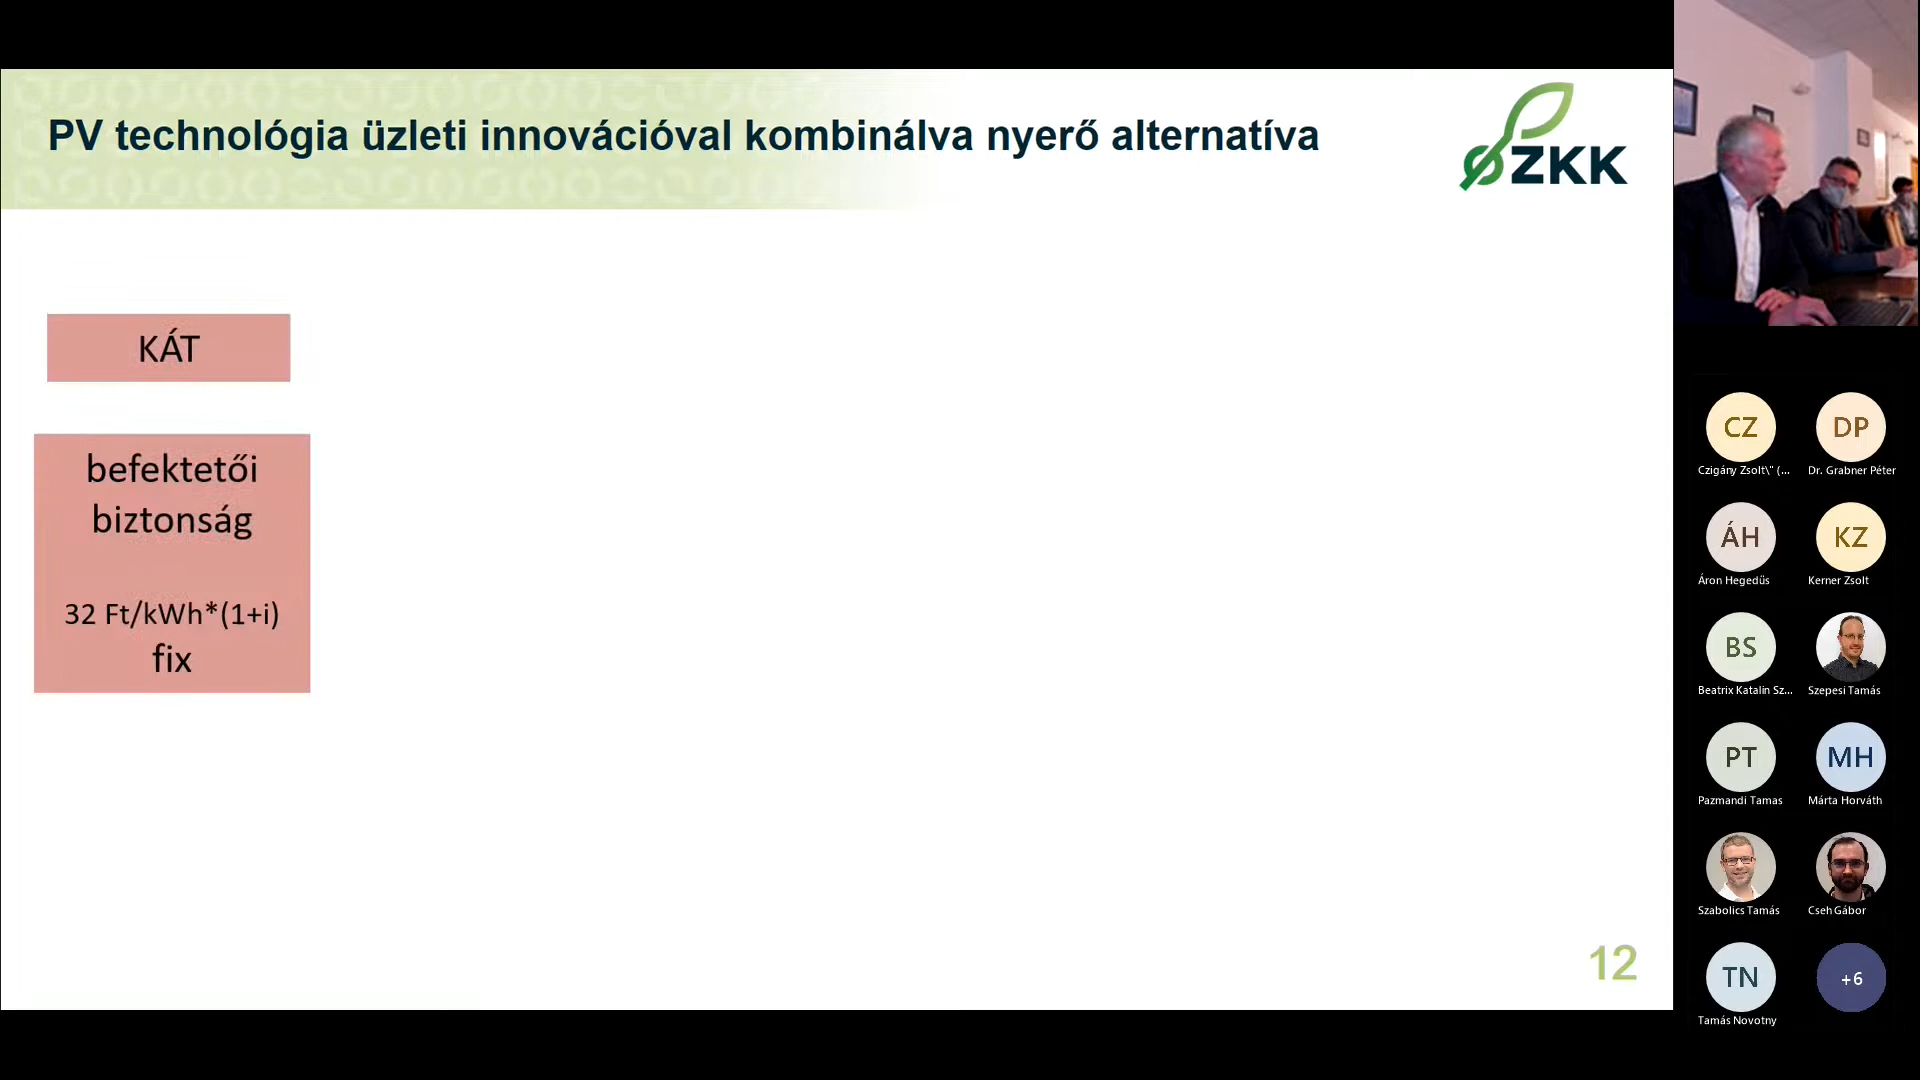 PV technológia üzleti innovációval kombinálva nyerő alternatíva
ZKK
KÁT
befektetői
biztonság
32 Ft/kWh*(1+i)
fix
12
CZ
Czigány Zsolt\" (...
DP
Dr. Grabner Péter
ÁH
Áron Hegedűs
KZ
Kerner Zsolt
BS
Beatrix Katalin Sz...
Szepesi Tamás
PT
Pazmandi Tamas
MH
Márta Horváth
Szabolics Tamás
Cseh Gábor
TN
Tamás Novotny
+6